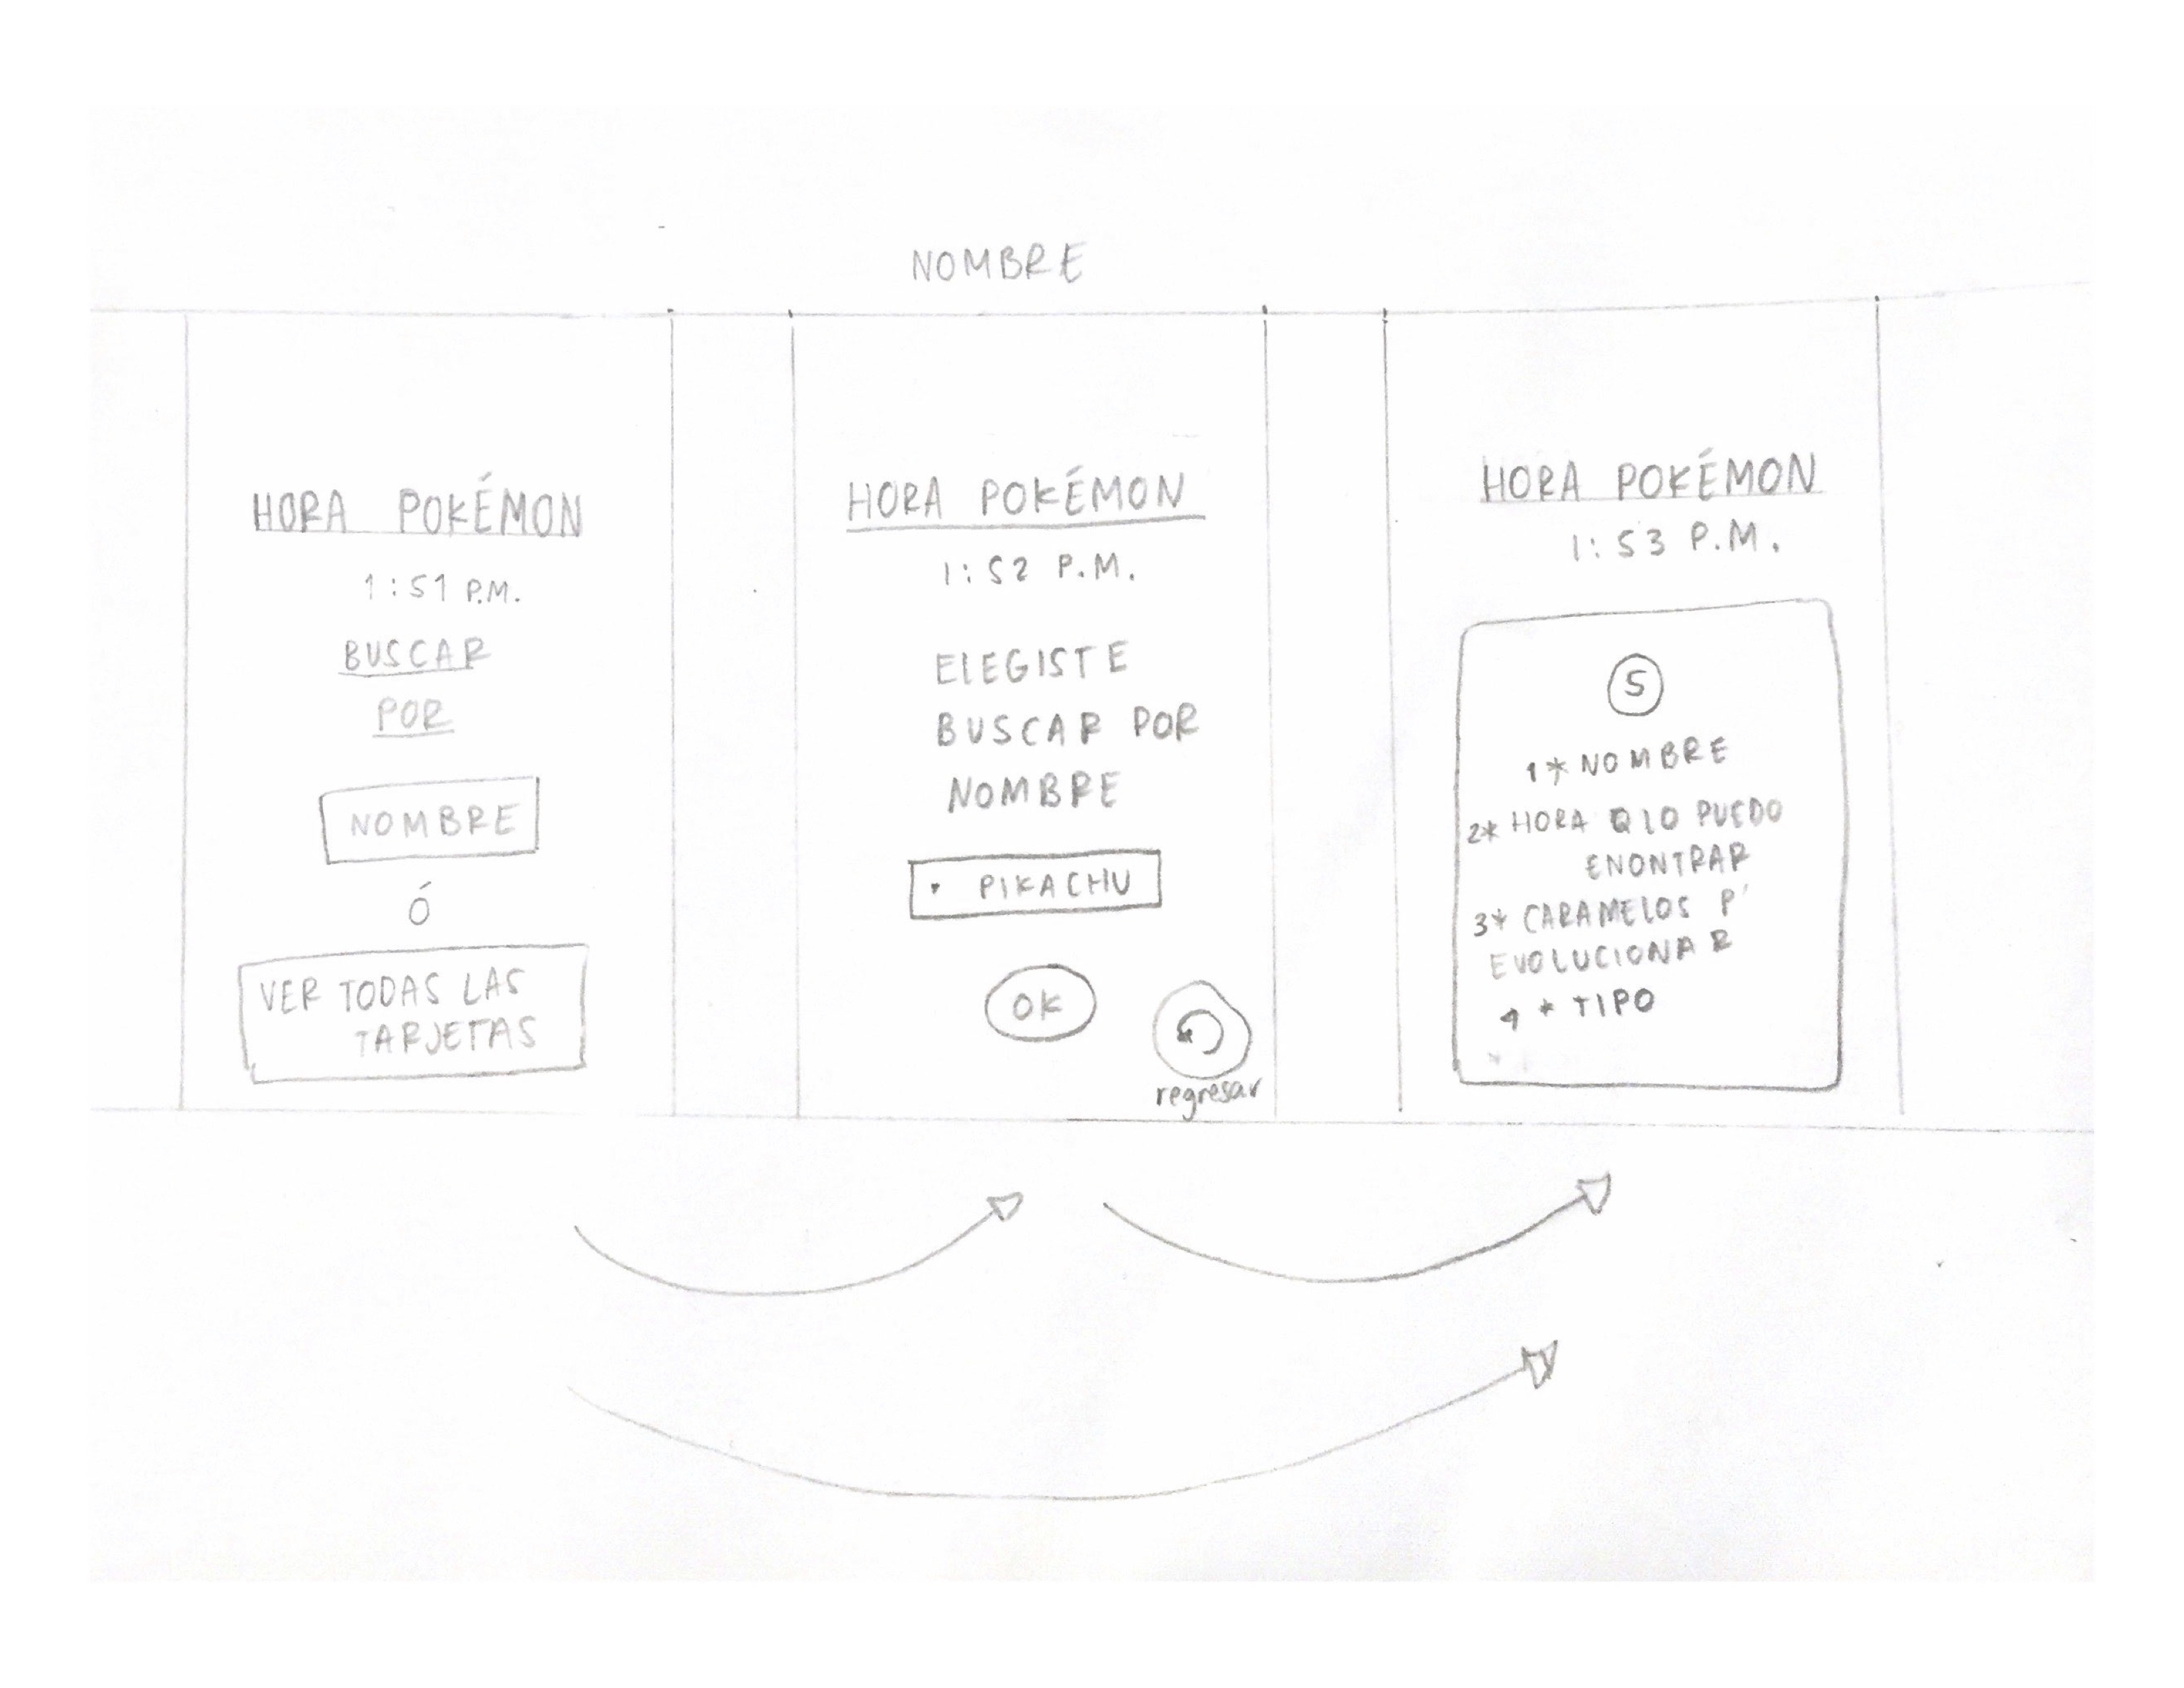 NOMBRE
HORA POKÉMON
1:51 P.M.
BUSCAR
POR
NOMBRE
Ó
VER TODAS LAS
TARJETAS
HORA POKÉMON
1:52 P.M.
ELEGISTE
BUSCAR POR
NOMBRE
• PIKACHU
OK
regresar
HORA POKÉMON
1:53 P.M.
5
1* NOMBRE
2* HORA Q LO PUEDO
ENONTRAR
3* CARAMELOS P'
EVOLUCIONAR
4* TIPO